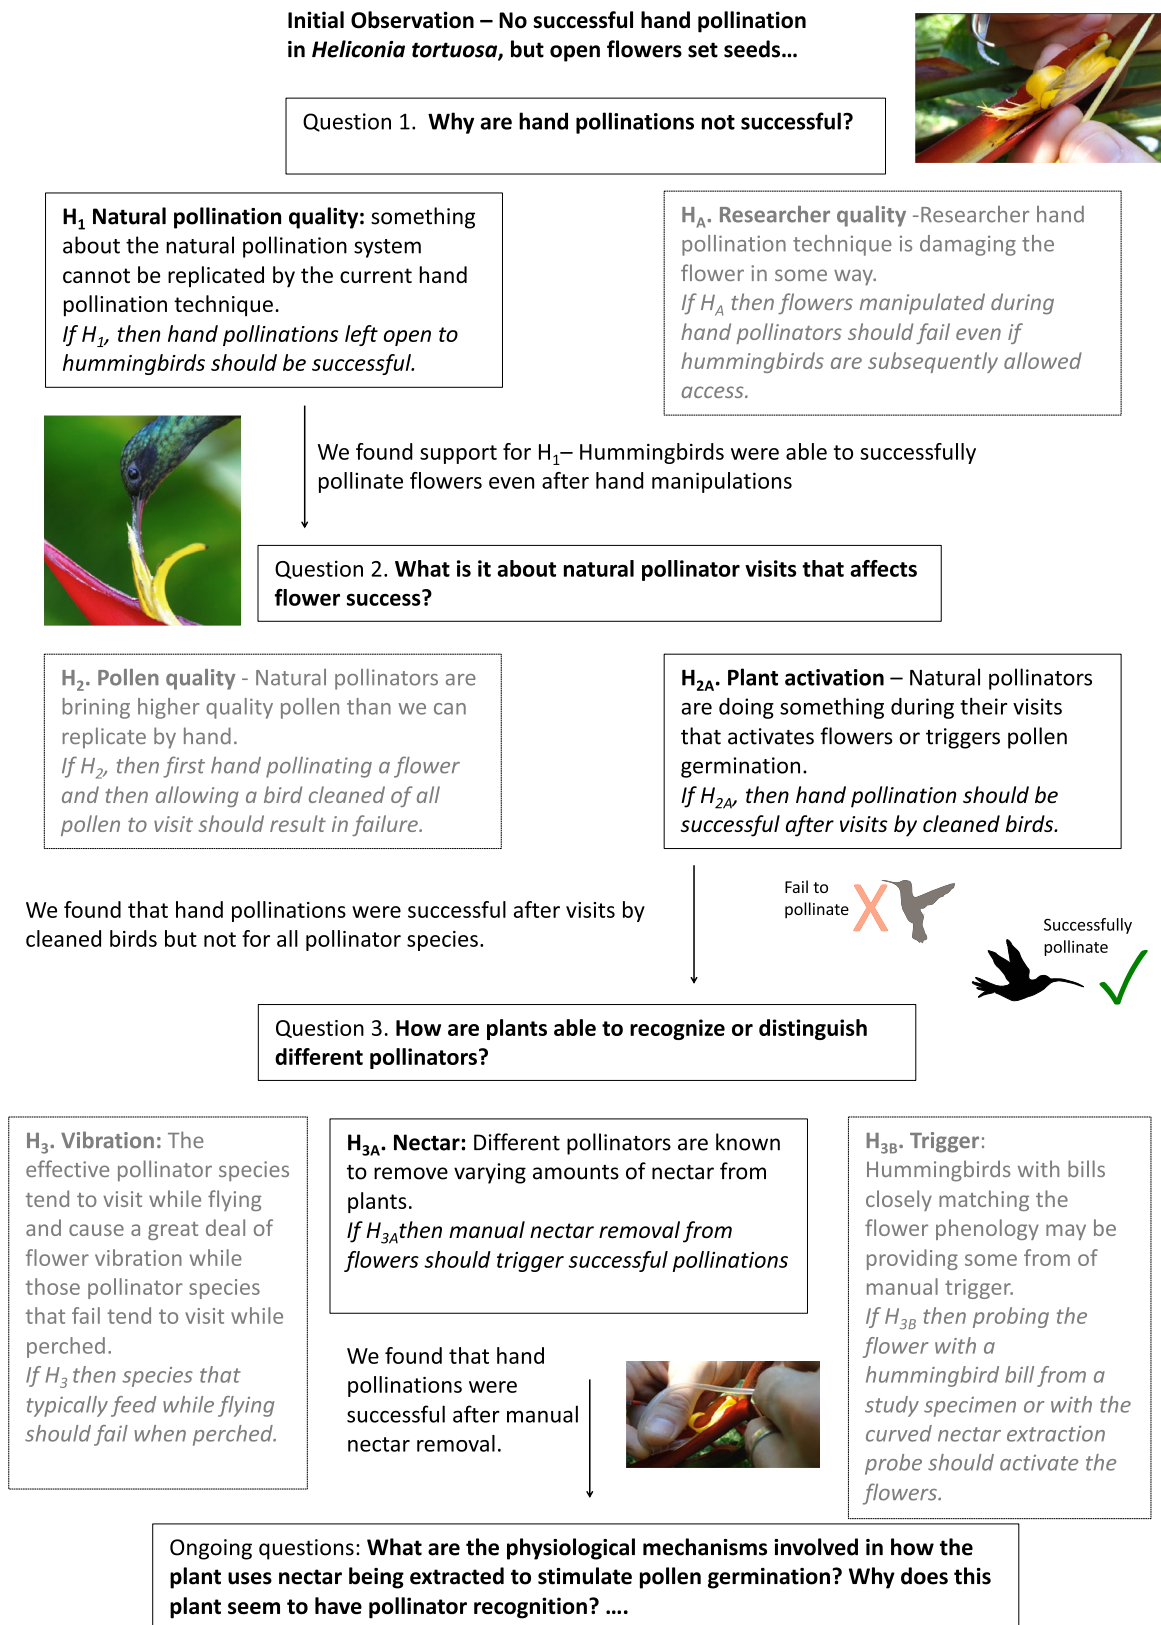 Initial Observation – No successful hand pollination
in Heliconia tortuosa, but open flowers set seeds…
Question 1. Why are hand pollinations not successful?
H1 Natural pollination quality: something
about the natural pollination system
cannot be replicated by the current hand
pollination technique.
If H1, then hand pollinations left open to
hummingbirds should be successful.
HA. Researcher quality -Researcher hand
pollination technique is damaging the
flower in some way.
If HA then flowers manipulated during
hand pollinators should fail even if
hummingbirds are subsequently allowed
access.
We found support for H1– Hummingbirds were able to successfully
pollinate flowers even after hand manipulations
Question 2. What is it about natural pollinator visits that affects
flower success?
H2. Pollen quality - Natural pollinators are
brining higher quality pollen than we can
replicate by hand.
If H2, then first hand pollinating a flower
and then allowing a bird cleaned of all
pollen to visit should result in failure.
H2A. Plant activation – Natural pollinators
are doing something during their visits
that activates flowers or triggers pollen
germination.
If H2A, then hand pollination should be
successful after visits by cleaned birds.
We found that hand pollinations were successful after visits by
cleaned birds but not for all pollinator species.
Fail to
pollinate
Successfully
pollinate
Question 3. How are plants able to recognize or distinguish
different pollinators?
H3. Vibration: The
effective pollinator species
tend to visit while flying
and cause a great deal of
flower vibration while
those pollinator species
that fail tend to visit while
perched.
If H3 then species that
typically feed while flying
should fail when perched.
H3A. Nectar: Different pollinators are known
to remove varying amounts of nectar from
plants.
If H3Athen manual nectar removal from
flowers should trigger successful pollinations
H3B. Trigger:
Hummingbirds with bills
closely matching the
flower phenology may be
providing some from of
manual trigger.
If H3B then probing the
flower with a
hummingbird bill from a
study specimen or with the
curved nectar extraction
probe should activate the
flowers.
We found that hand
pollinations were
successful after manual
nectar removal.
Ongoing questions: What are the physiological mechanisms involved in how the
plant uses nectar being extracted to stimulate pollen germination? Why does this
plant seem to have pollinator recognition? ….